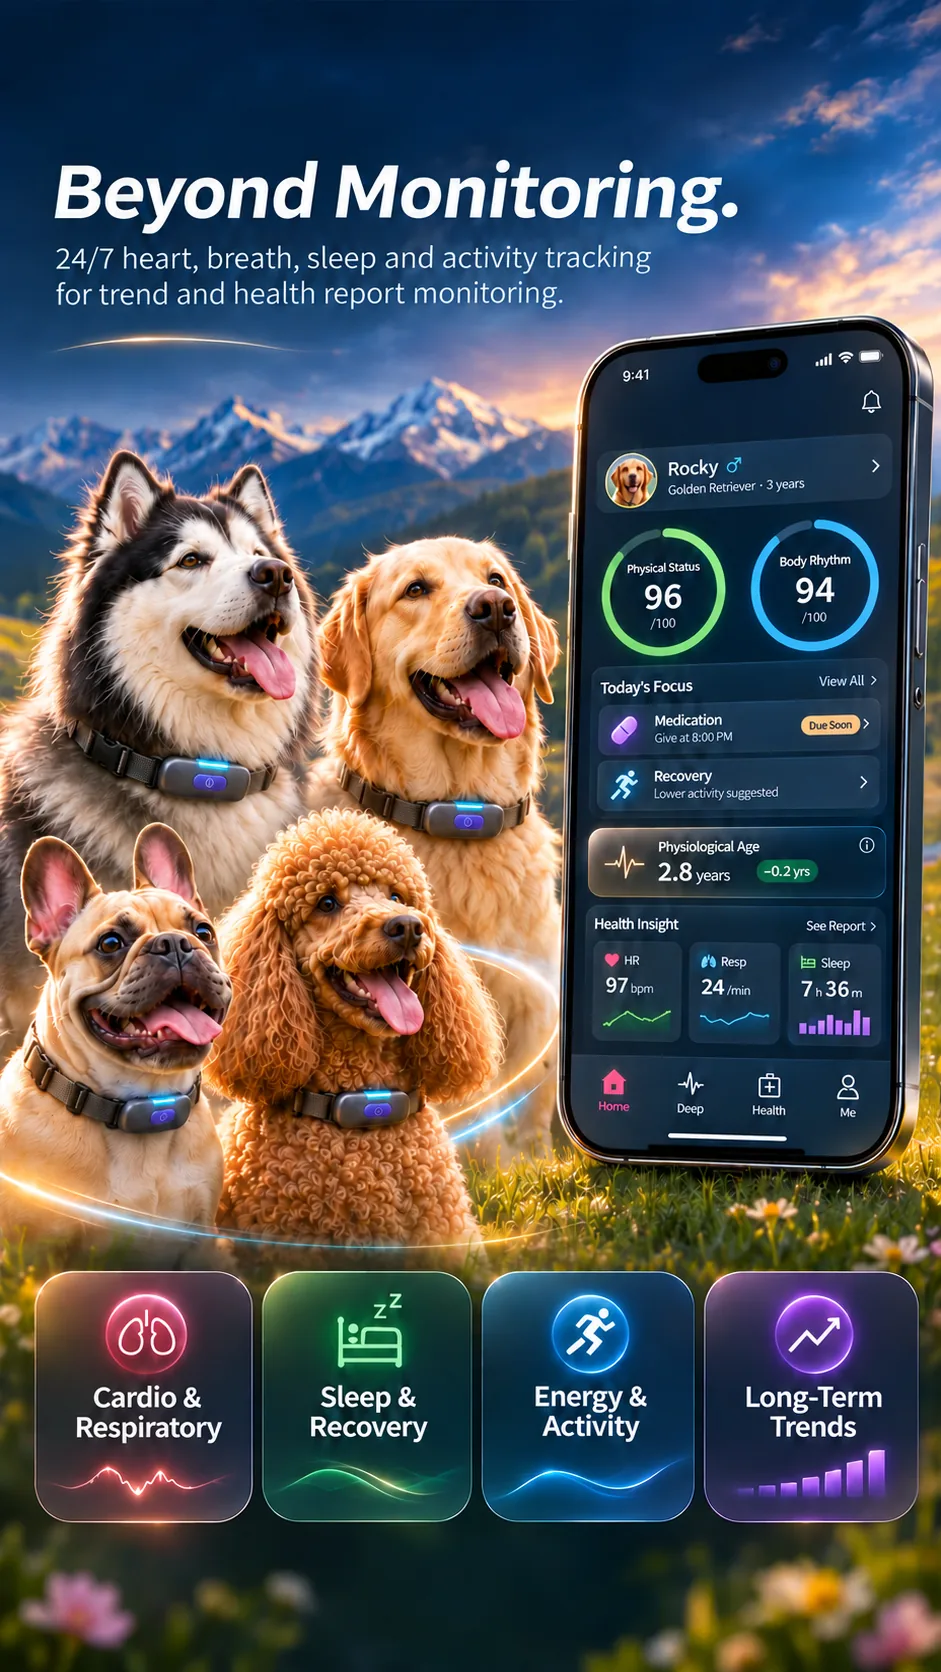 Beyond Monitoring.
24/7 heart, breath, sleep and activity tracking
for trend and health report monitoring.
9:41
Rocky ♂
Golden Retriever · 3 years
Physical Status
96
/100
Body Rhythm
94
/100
Today's Focus
View All >
Medication
Give at 8:00 PM
Due Soon
Recovery
Lower activity suggested
Physiological Age
2.8 years
-0.2 yrs
Health Insight
See Report >
HR
97 bpm
Resp
24 /min
Sleep
7 h 36 m
Home
Deep
Health
Me
Cardio &
Respiratory
zZ
Sleep &
Recovery
Energy &
Activity
Long-Term
Trends